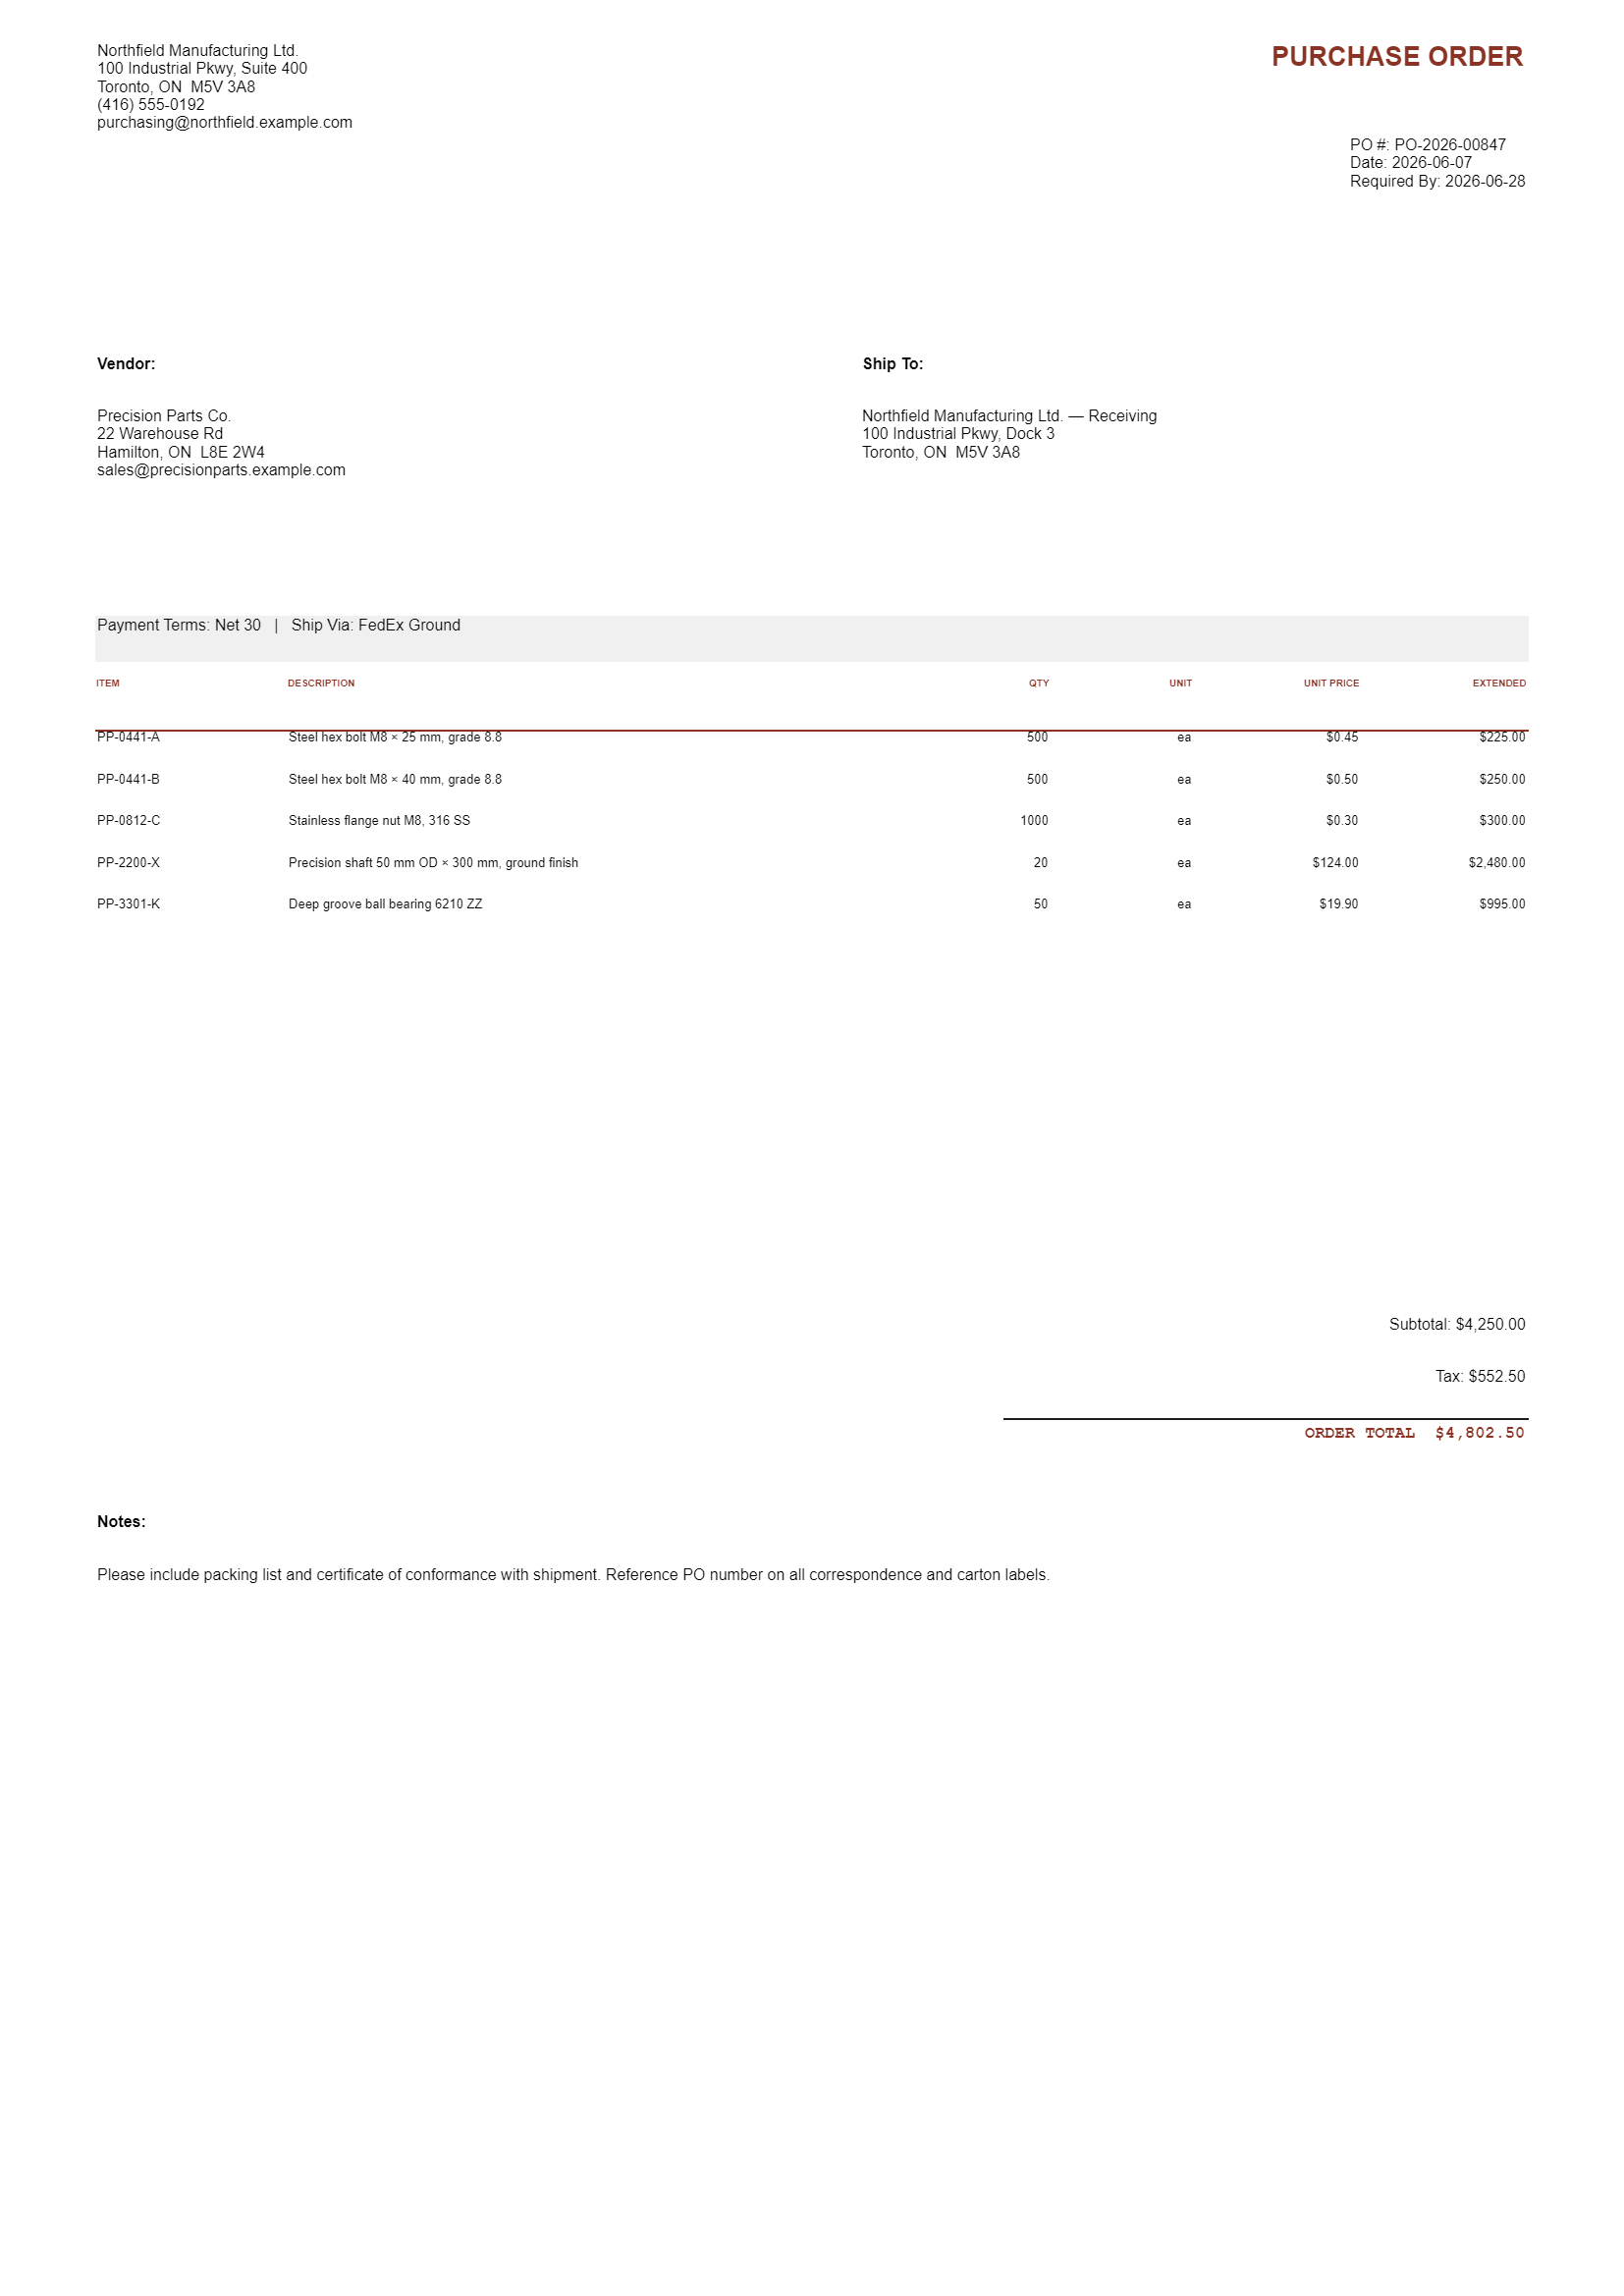 Northfield Manufacturing Ltd.
100 Industrial Pkwy, Suite 400
Toronto, ON  M5V 3A8
(416) 555-0192
purchasing@northfield.example.com
PURCHASE ORDER
PO #: PO-2026-00847
Date: 2026-06-07
Required By: 2026-06-28
Vendor:
Precision Parts Co.
22 Warehouse Rd
Hamilton, ON  L8E 2W4
sales@precisionparts.example.com
Ship To:
Northfield Manufacturing Ltd. — Receiving
100 Industrial Pkwy, Dock 3
Toronto, ON  M5V 3A8
Payment Terms: Net 30   |   Ship Via: FedEx Ground
ITEM DESCRIPTION QTY UNIT UNIT PRICE EXTENDED
PP-0441-A Steel hex bolt M8 × 25 mm, grade 8.8 500 ea $0.45 $225.00
PP-0441-B Steel hex bolt M8 × 40 mm, grade 8.8 500 ea $0.50 $250.00
PP-0812-C Stainless flange nut M8, 316 SS 1000 ea $0.30 $300.00
PP-2200-X Precision shaft 50 mm OD × 300 mm, ground finish 20 ea $124.00 $2,480.00
PP-3301-K Deep groove ball bearing 6210 ZZ 50 ea $19.90 $995.00
Subtotal: $4,250.00
Tax: $552.50
ORDER TOTAL  $4,802.50
Notes:
Please include packing list and certificate of conformance with shipment. Reference PO number on all correspondence and carton labels.